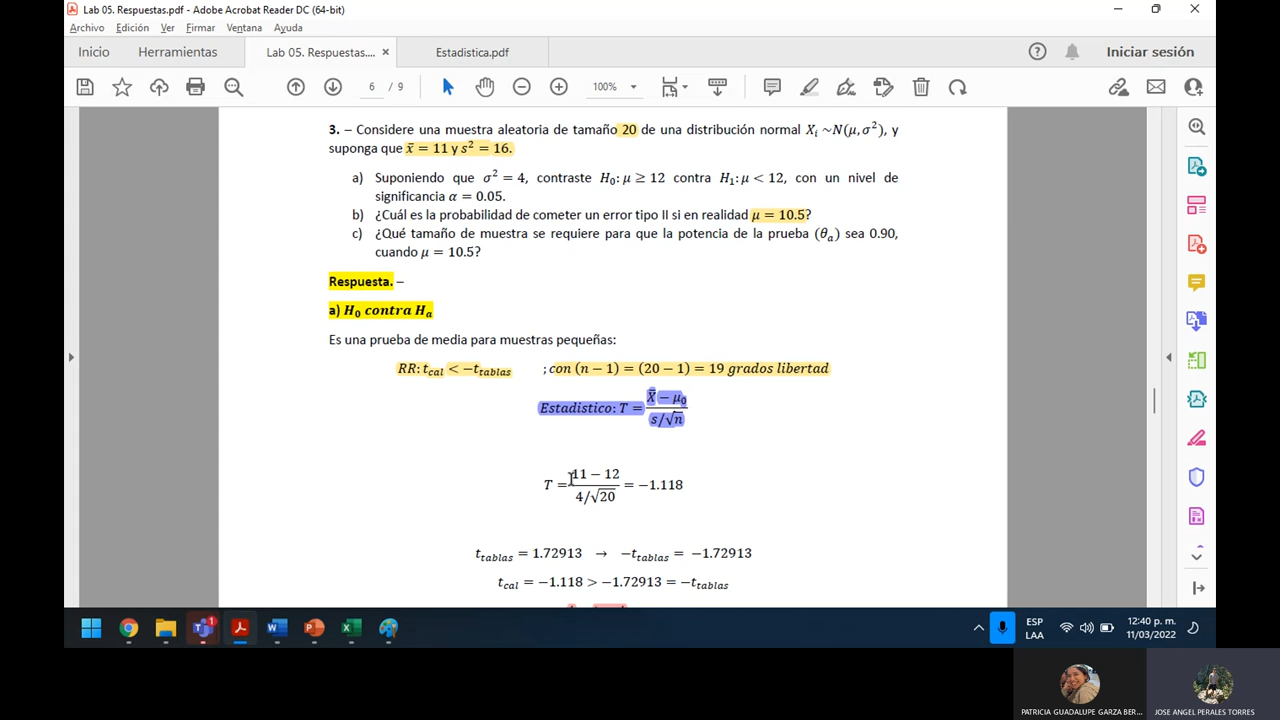 Lab 05. Respuestas.pdf - Adobe Acrobat Reader DC (64-bit)
Archivo Edición Ver Firmar Ventana Ayuda
Inicio Herramientas Lab 05. Respuestas.... × Estadistica.pdf Iniciar sesión
6 / 9 100%
3. – Considere una muestra aleatoria de tamaño 20 de una distribución normal Xᵢ ~N(μ, σ²), y
suponga que x̄ = 11 y s² = 16.
a) Suponiendo que σ² = 4, contraste H₀: μ ≥ 12 contra H₁: μ < 12, con un nivel de
significancia α = 0.05.
b) ¿Cuál es la probabilidad de cometer un error tipo II si en realidad μ = 10.5?
c) ¿Qué tamaño de muestra se requiere para que la potencia de la prueba (θₐ) sea 0.90,
cuando μ = 10.5?
Respuesta. –
a) H₀ contra Hₐ
Es una prueba de media para muestras pequeñas:
RR: t_cal < −t_tablas ; con (n − 1) = (20 − 1) = 19 grados libertad
Estadistico: T = (X̄ − μ₀) / (s/√n)
T = (11 − 12) / (4/√20) = −1.118
t_tablas = 1.72913 → −t_tablas = −1.72913
t_cal = −1.118 > −1.72913 = −t_tablas
1
ESP
LAA
12:40 p. m.
11/03/2022
PATRICIA GUADALUPE GARZA BER... JOSE ANGEL PERALES TORRES